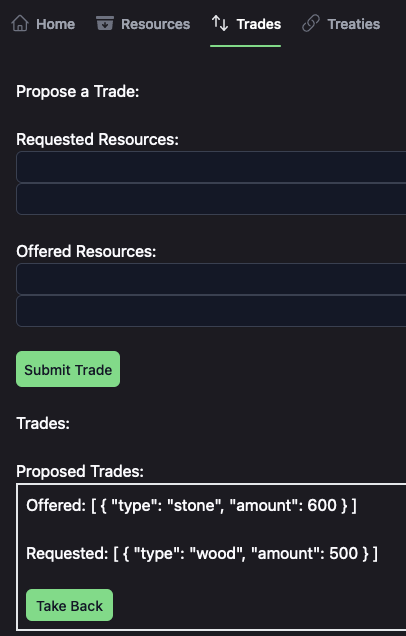 Home Resources Trades Treaties
Propose a Trade:
Requested Resources:
Offered Resources:
Submit Trade
Trades:
Proposed Trades:
Offered: [ { "type": "stone", "amount": 600 } ]
Requested: [ { "type": "wood", "amount": 500 } ]
Take Back